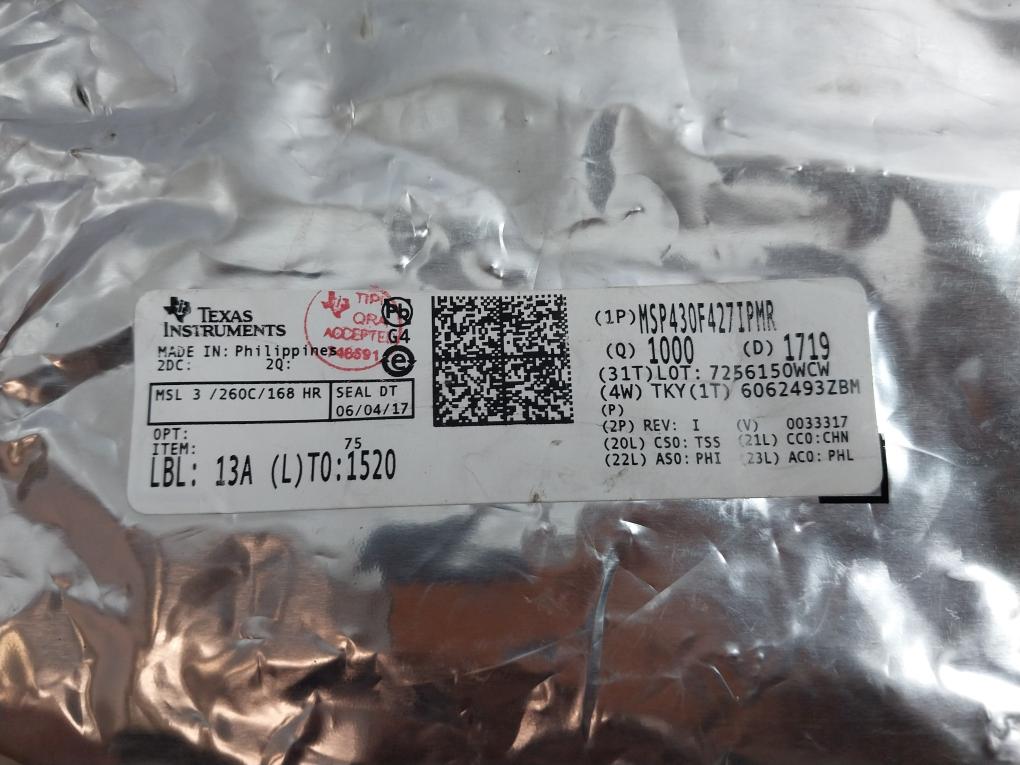 TEXAS
INSTRUMENTS
MADE IN: Philippines
2DC: 2Q:
MSL 3 /260C/168 HR
SEAL DT
06/04/17
OPT:
ITEM: 75
LBL: 13A (L)TO:1520
QRA
ACCEPTED
Pb
G4
e
(1P)MSP430F427IPMR
(Q) 1000 (D) 1719
(31T)LOT: 7256150WCW
(4W) TKY(1T) 6062493ZBM
(P)
(2P) REV: I (V) 0033317
(20L) CSO: TSS (21L) CCO:CHN
(22L) ASO: PHI (23L) ACO: PHL